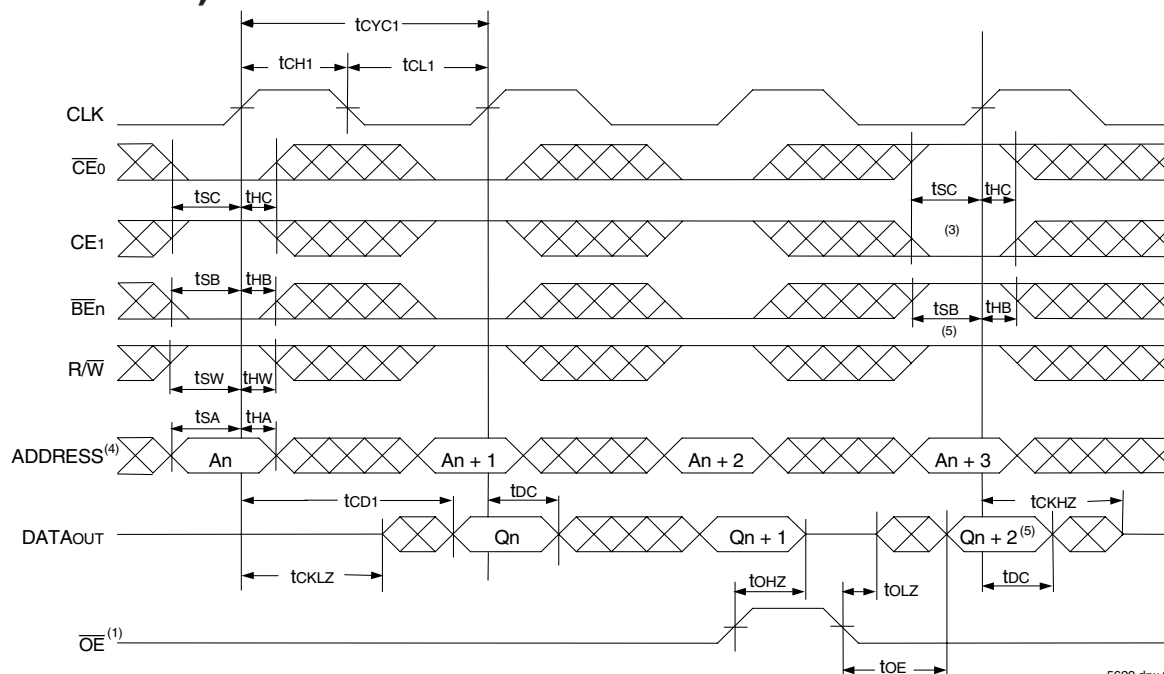 tCYC1
tCH1 tCL1
CLK
CE0
tSC tHC tSC tHC
CE1 (3)
tSB tHB
BEn
tSB tHB
(5)
R/W
tSW tHW
tSA tHA
ADDRESS(4) An An + 1 An + 2 An + 3
tCD1 tDC tCKHZ
DATAOUT Qn Qn + 1 Qn + 2(5)
tCKLZ tOHZ tOLZ tDC
OE(1)
tOE